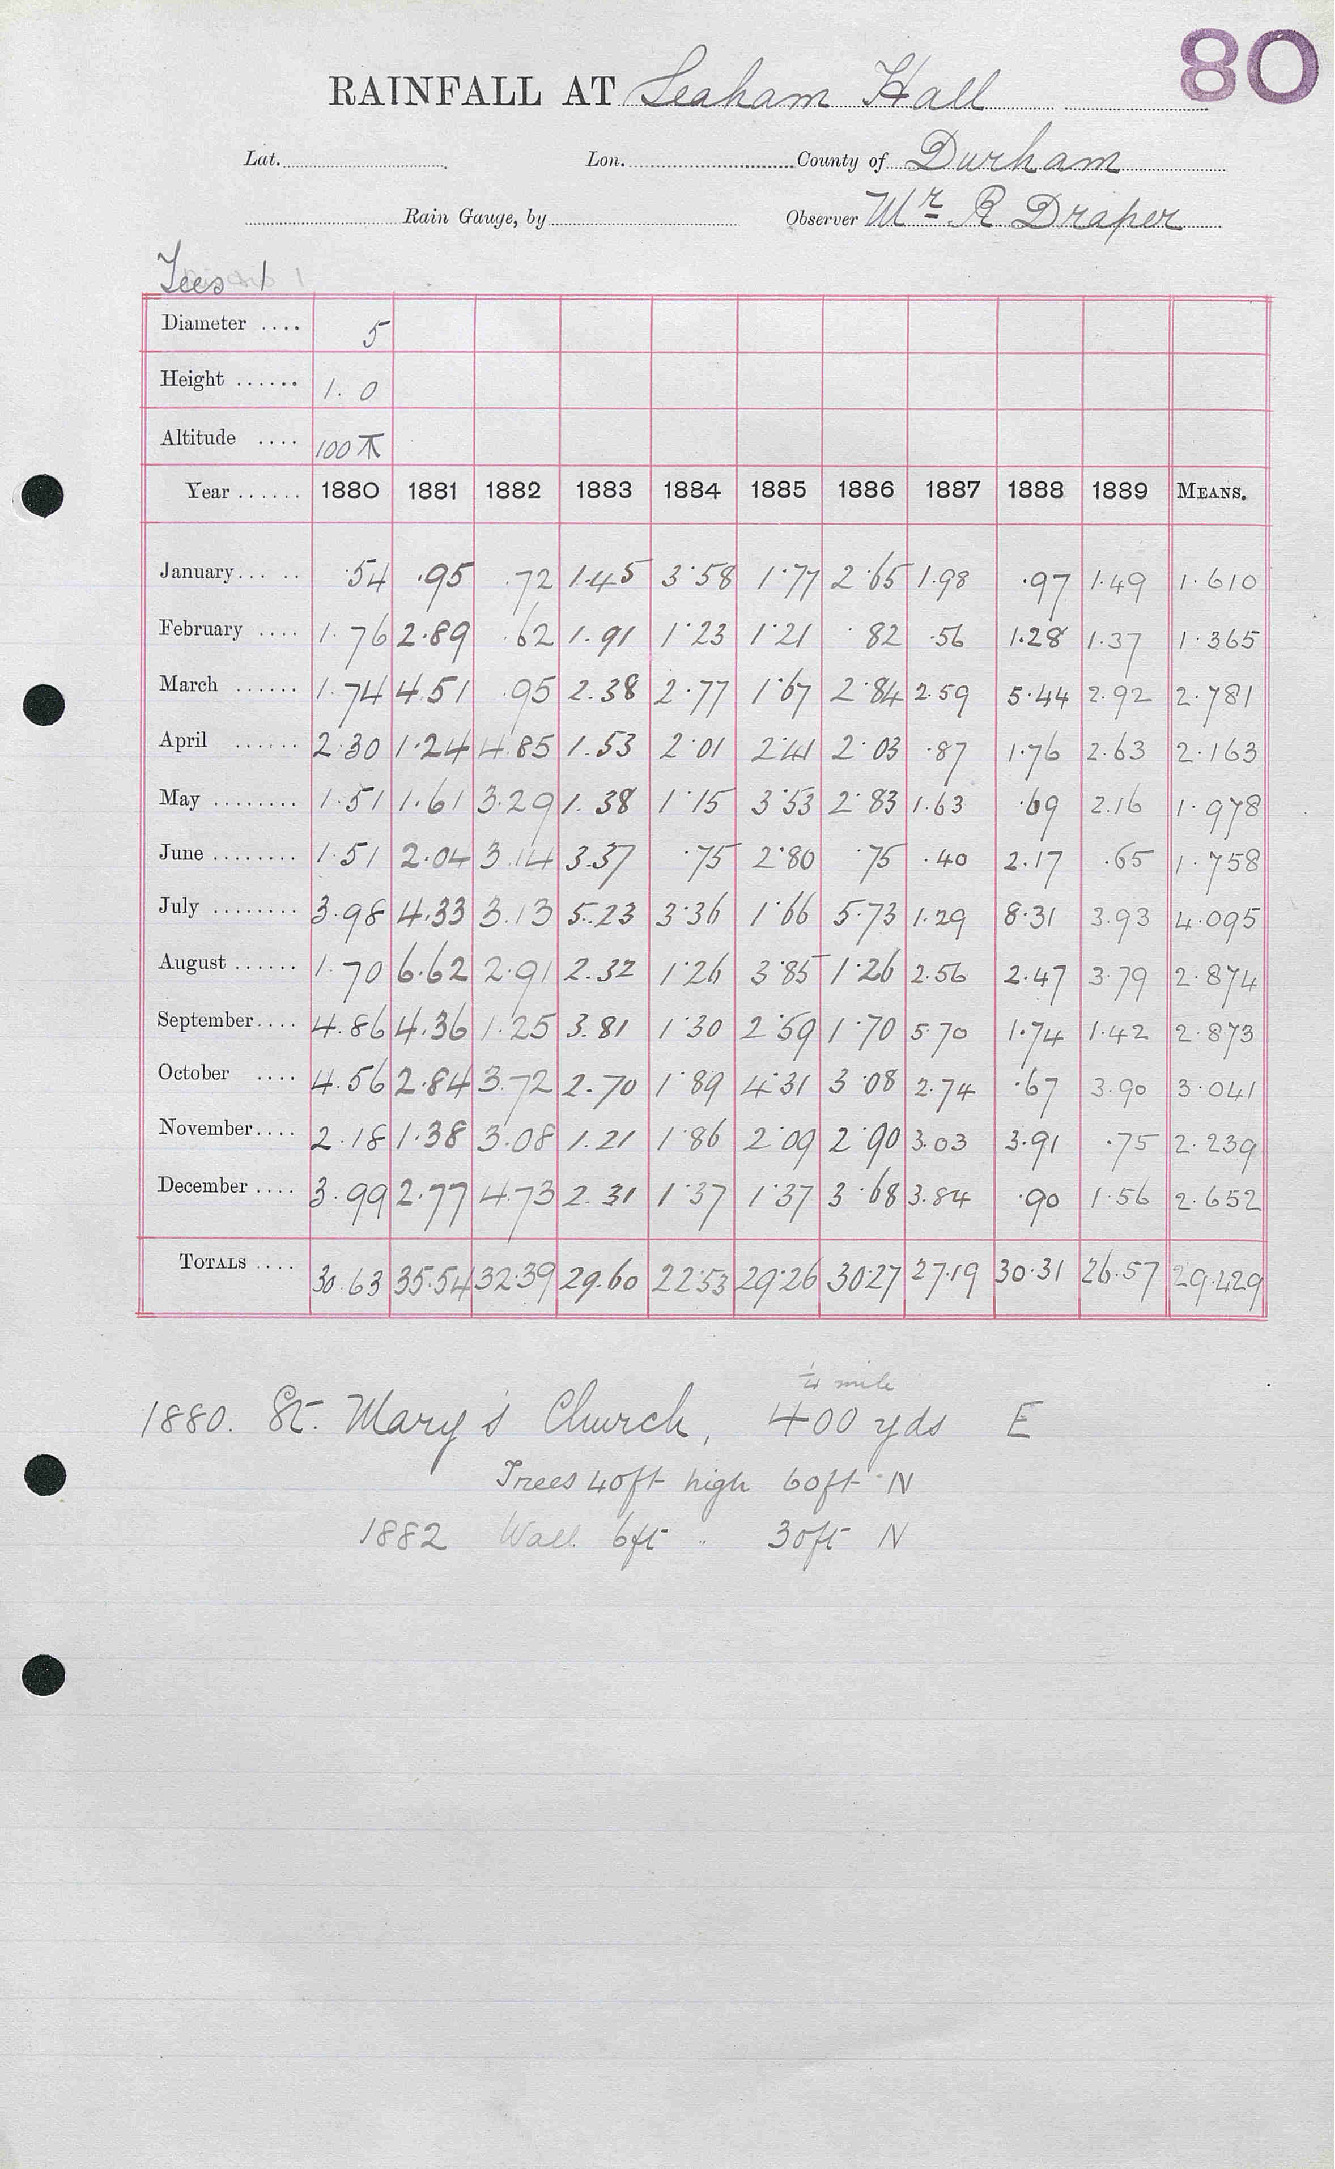 80
RAINFALL AT Seaham Hall
Lat. Lon. County of Durham
Rain Gauge, by Observer Mr R Draper
Tees 1
Diameter .... 5
Height ...... 1. 0
Altitude .... 100
Year ...... 1880 1881 1882 1883 1884 1885 1886 1887 1888 1889 MEANS.
January... .. .54 .95 .72 1.45 3.58 1.77 2.65 1.98 .97 1.49 1.610
February .... 1.76 2.89 .62 1.91 1.23 1.21 .82 .56 1.28 1.37 1.365
March ...... 1.74 4.51 .95 2.38 2.77 1.67 2.84 2.59 5.44 2.92 2.781
April ...... 2.30 1.24 4.85 1.53 2.01 2.41 2.03 .87 1.76 2.63 2.163
May ........ 1.51 1.61 3.29 1.38 1.15 3.53 2.83 1.63 .69 2.16 1.978
June ........ 1.51 2.04 3.14 3.37 .75 2.80 .75 .40 2.17 .65 1.758
July ........ 3.98 4.33 3.13 5.23 3.36 1.66 5.73 1.29 8.31 3.93 4.095
August ...... 1.70 6.62 2.91 2.32 1.26 3.85 1.26 2.56 2.47 3.79 2.874
September.... 4.86 4.36 1.25 3.81 1.30 2.59 1.70 5.70 1.74 1.42 2.873
October .... 4.56 2.84 3.72 2.70 1.89 4.31 3.08 2.74 .67 3.90 3.041
November.... 2.18 1.38 3.08 1.21 1.86 2.09 2.90 3.03 3.91 .75 2.239
December .... 3.99 2.77 4.73 2.31 1.37 1.37 3.68 3.84 .90 1.56 2.652
TOTALS .... 30.63 35.54 32.39 29.60 22.53 29.26 30.27 27.19 30.31 26.57 29.429
¼ mile
1880. St. Mary's Church, 400 yds E
Trees 40ft high 60ft N
1882 Wall 6ft " 30ft N